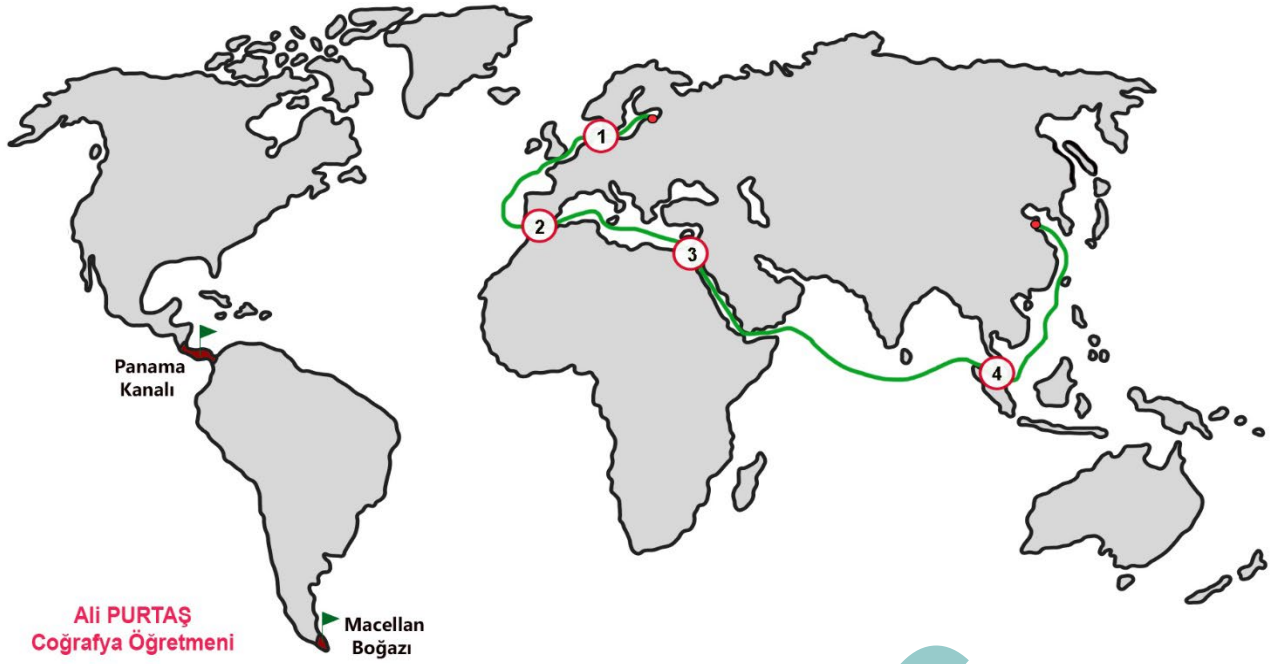 1
2
3
4
Panama
Kanalı
Macellan
Boğazı
Ali PURTAŞ
Coğrafya Öğretmeni